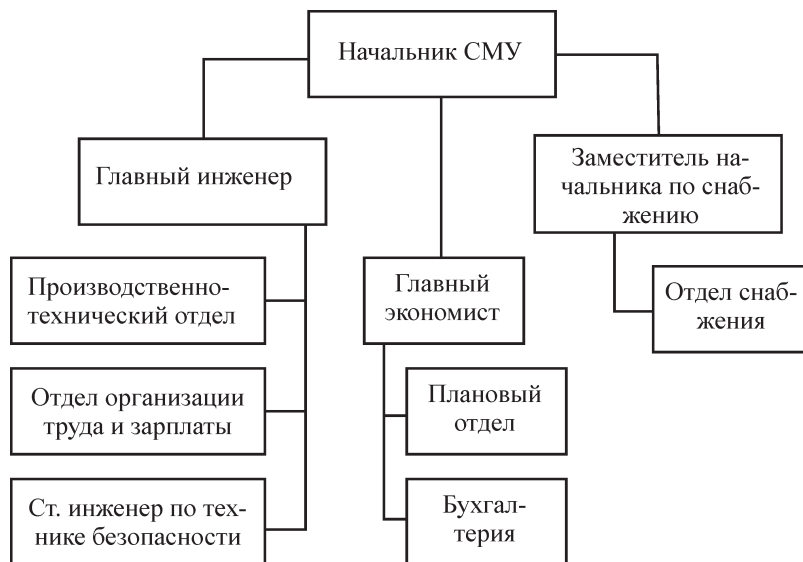 Начальник СМУ
Главный инженер
Заместитель на-
чальника по снаб-
жению
Производственно-
технический отдел
Главный
экономист
Отдел снаб-
жения
Отдел организации
труда и зарплаты
Плановый
отдел
Ст. инженер по тех-
нике безопасности
Бухгал-
терия